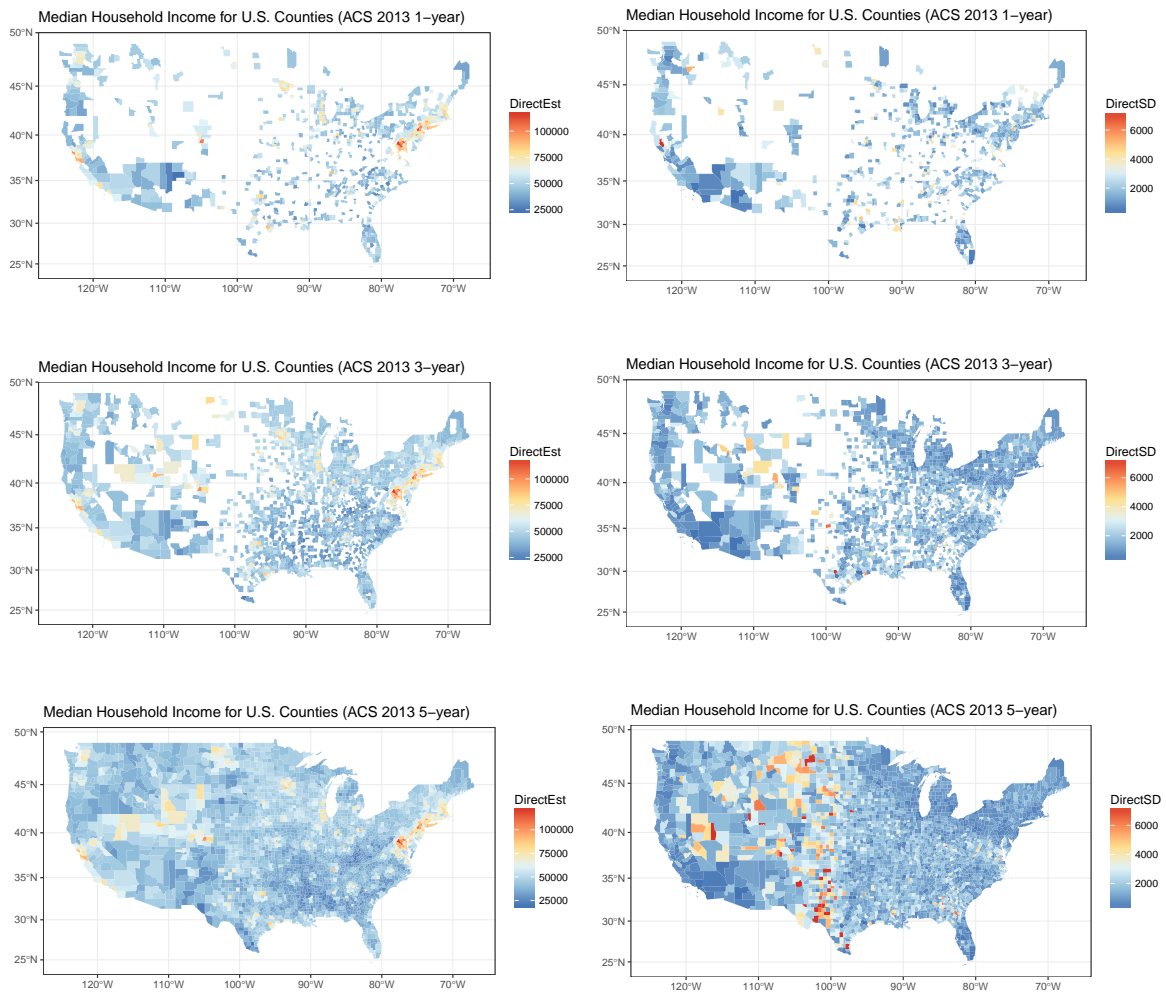 Median Household Income for U.S. Counties (ACS 2013 1−year)
50°N
45°N
40°N
35°N
30°N
25°N
120°W 110°W 100°W 90°W 80°W 70°W
DirectEst
100000
75000
50000
25000
Median Household Income for U.S. Counties (ACS 2013 1−year)
50°N
45°N
40°N
35°N
30°N
25°N
120°W 110°W 100°W 90°W 80°W 70°W
DirectSD
6000
4000
2000
Median Household Income for U.S. Counties (ACS 2013 3−year)
50°N
45°N
40°N
35°N
30°N
25°N
120°W 110°W 100°W 90°W 80°W 70°W
DirectEst
100000
75000
50000
25000
Median Household Income for U.S. Counties (ACS 2013 3−year)
50°N
45°N
40°N
35°N
30°N
25°N
120°W 110°W 100°W 90°W 80°W 70°W
DirectSD
6000
4000
2000
Median Household Income for U.S. Counties (ACS 2013 5−year)
50°N
45°N
40°N
35°N
30°N
25°N
120°W 110°W 100°W 90°W 80°W 70°W
DirectEst
100000
75000
50000
25000
Median Household Income for U.S. Counties (ACS 2013 5−year)
50°N
45°N
40°N
35°N
30°N
25°N
120°W 110°W 100°W 90°W 80°W 70°W
DirectSD
6000
4000
2000